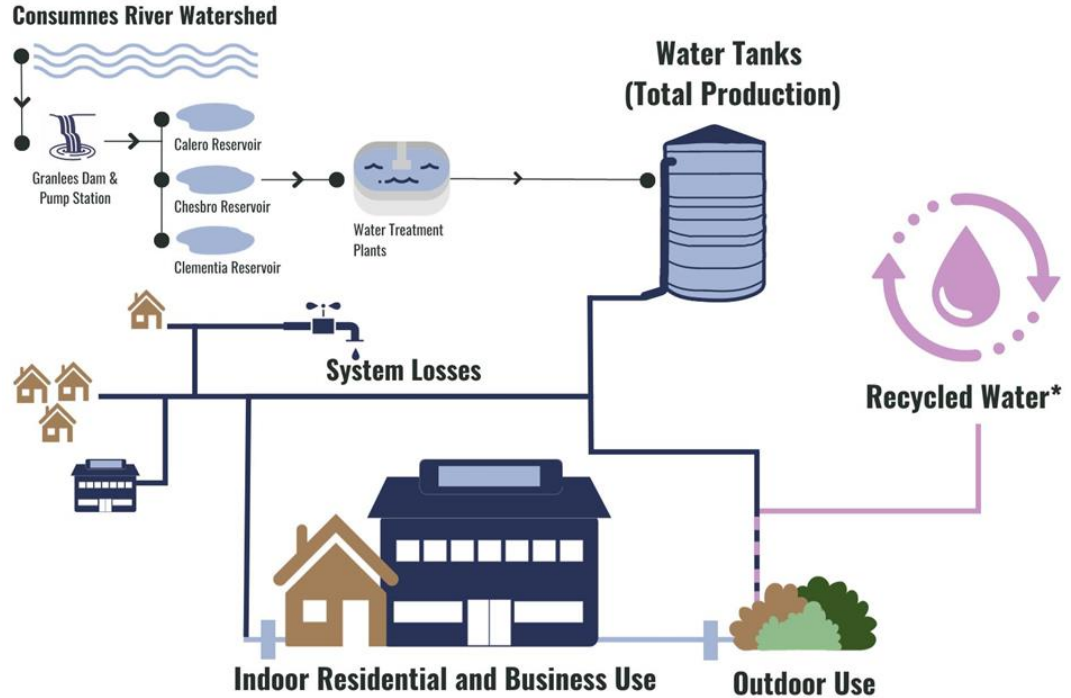 Consumnes River Watershed
Water Tanks
(Total Production)
Calero Reservoir
Granlees Dam &
Pump Station
Chesbro Reservoir
Water Treatment
Plants
Clementia Reservoir
System Losses
Recycled Water*
Indoor Residential and Business Use
Outdoor Use